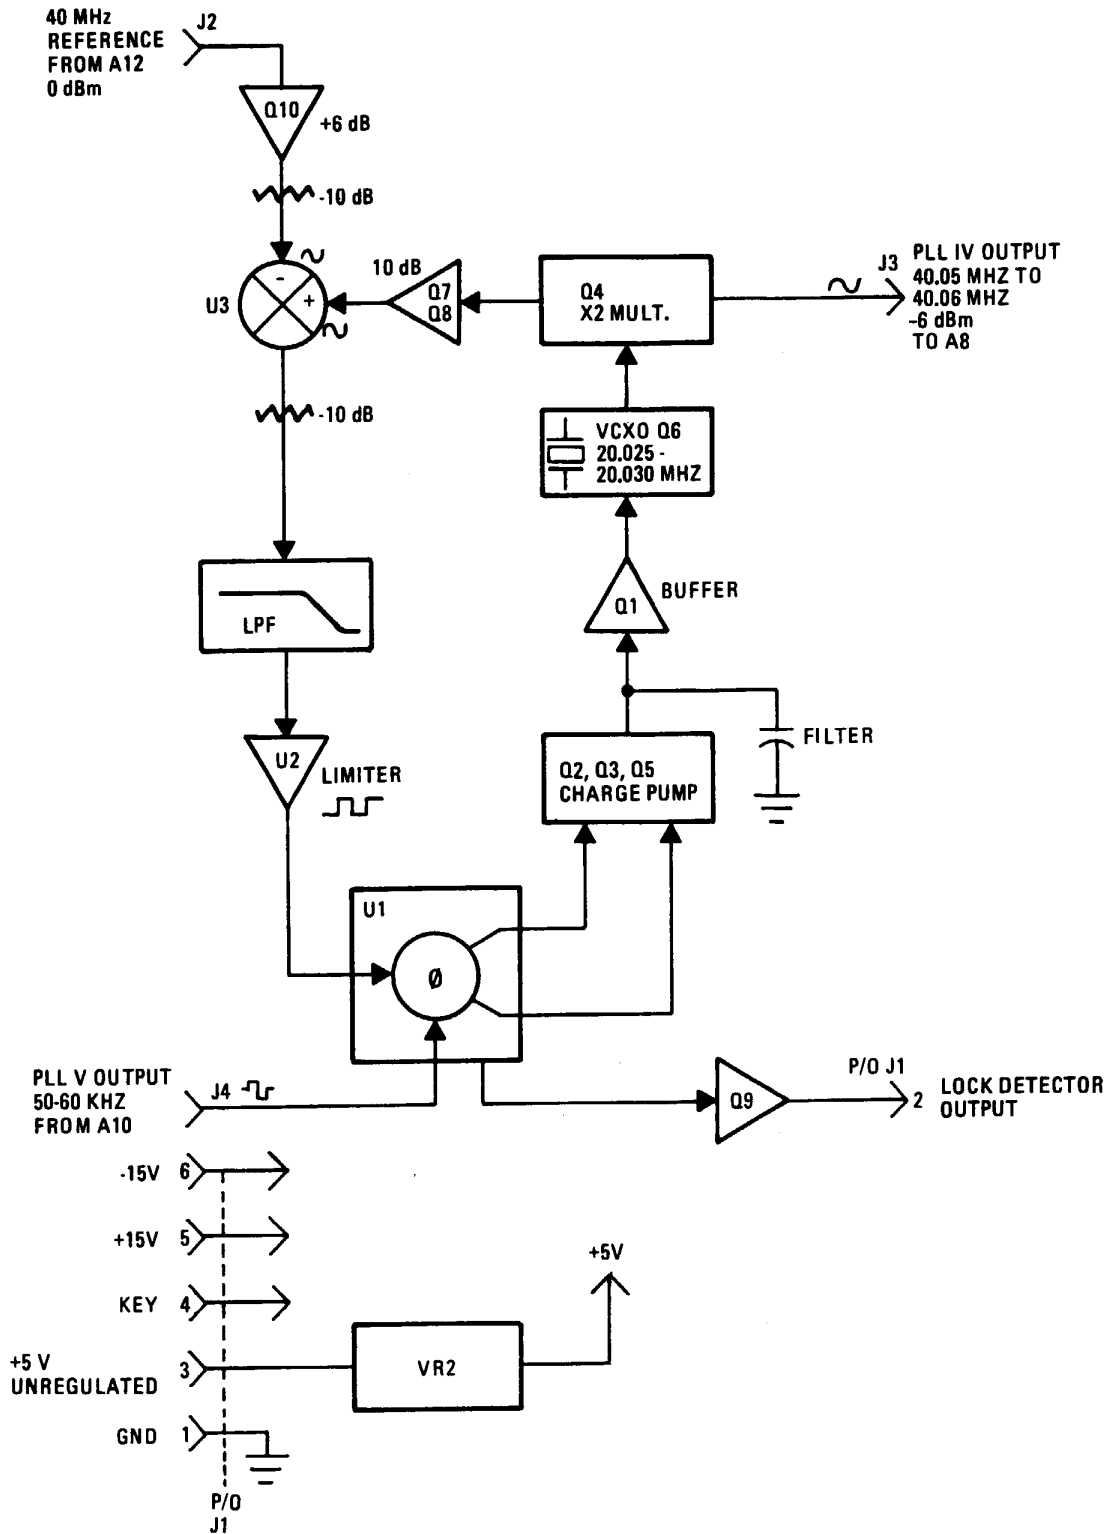 40 MHz
REFERENCE
FROM A12
0 dBm
J2
Q10
+6 dB
-10 dB
U3
-
+
10 dB
Q7
Q8
Q4
X2 MULT.
J3
PLL IV OUTPUT
40.05 MHZ TO
40.06 MHZ
-6 dBm
TO A8
-10 dB
VCXO Q6
20.025 -
20.030 MHZ
LPF
Q1
BUFFER
U2
LIMITER
Q2, Q3, Q5
CHARGE PUMP
FILTER
U1
Ø
PLL V OUTPUT
50-60 KHZ
FROM A10
J4
Q9
P/O J1
2
LOCK DETECTOR
OUTPUT
-15V 6
+15V 5
KEY 4
+5 V
UNREGULATED 3
VR2
+5V
GND 1
P/O
J1